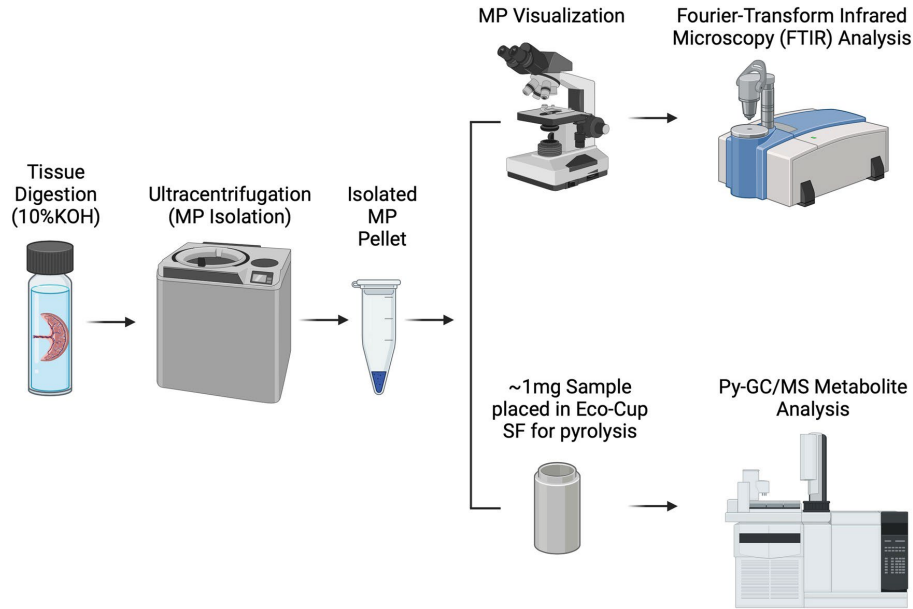 MP Visualization
Fourier-Transform Infrared
Microscopy (FTIR) Analysis
Tissue
Digestion
(10%KOH)
Ultracentrifugation
(MP Isolation)
Isolated
MP
Pellet
~1mg Sample
placed in Eco-Cup
SF for pyrolysis
Py-GC/MS Metabolite
Analysis